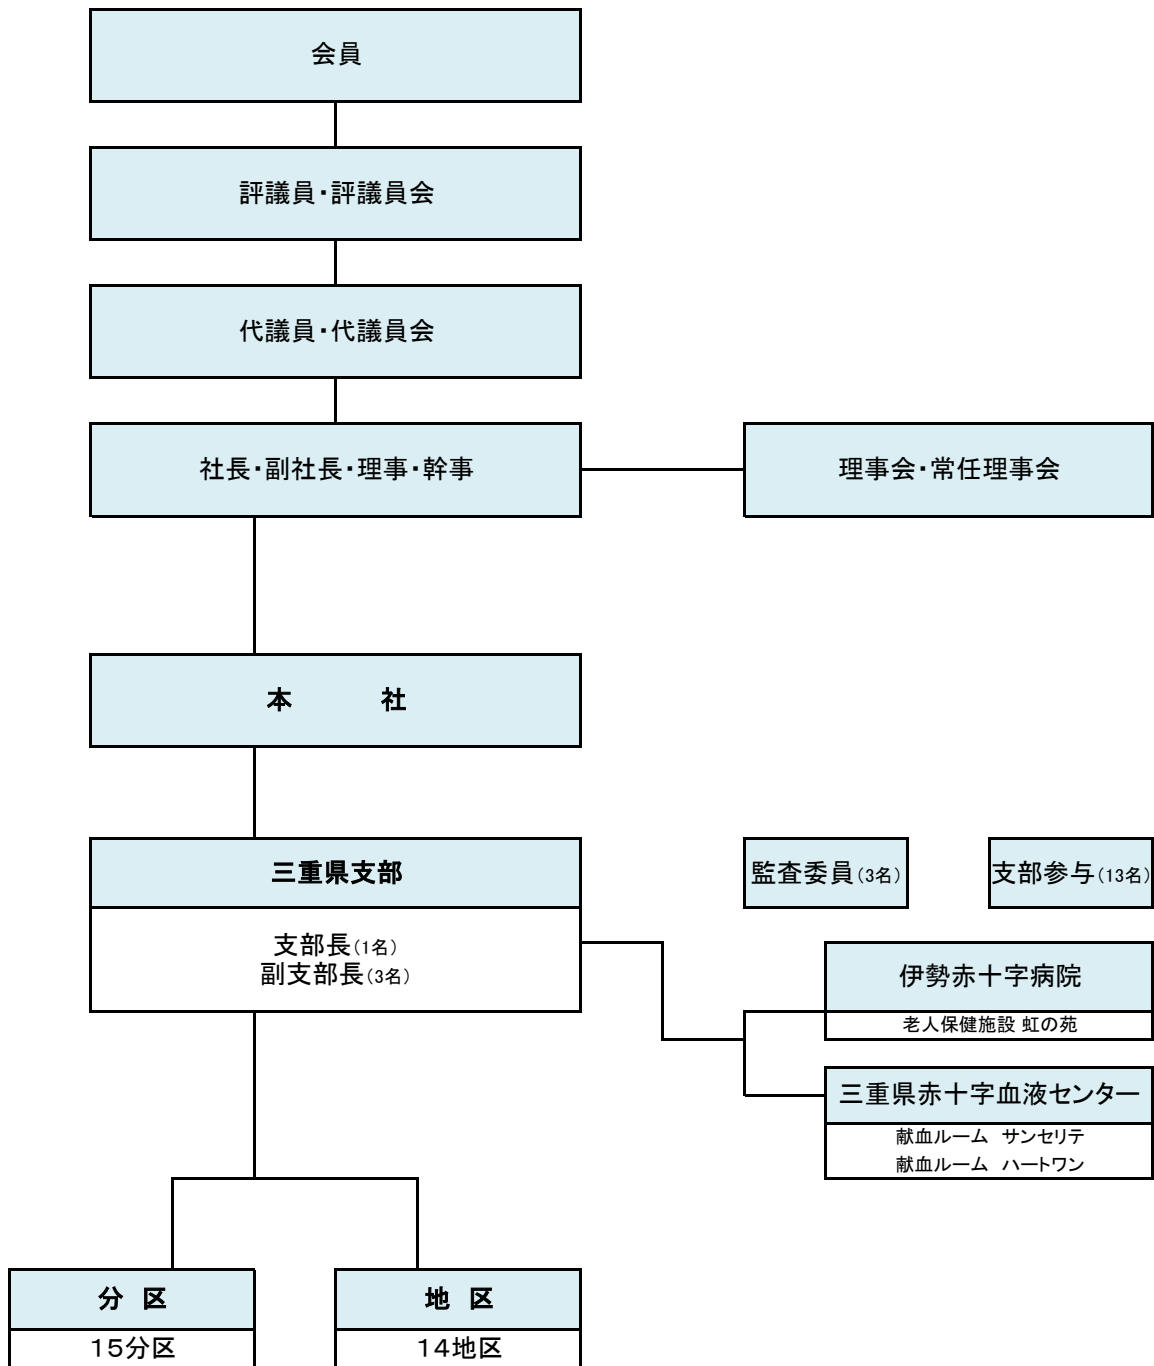 会員
評議員・評議員会
代議員・代議員会
社長・副社長・理事・幹事
理事会・常任理事会
本　　　社
三重県支部
支部長(1名)
副支部長(3名)
監査委員(3名)
支部参与(13名)
伊勢赤十字病院
老人保健施設 虹の苑
三重県赤十字血液センター
献血ルーム　サンセリテ
献血ルーム　ハートワン
分　区
15分区
地　区
14地区